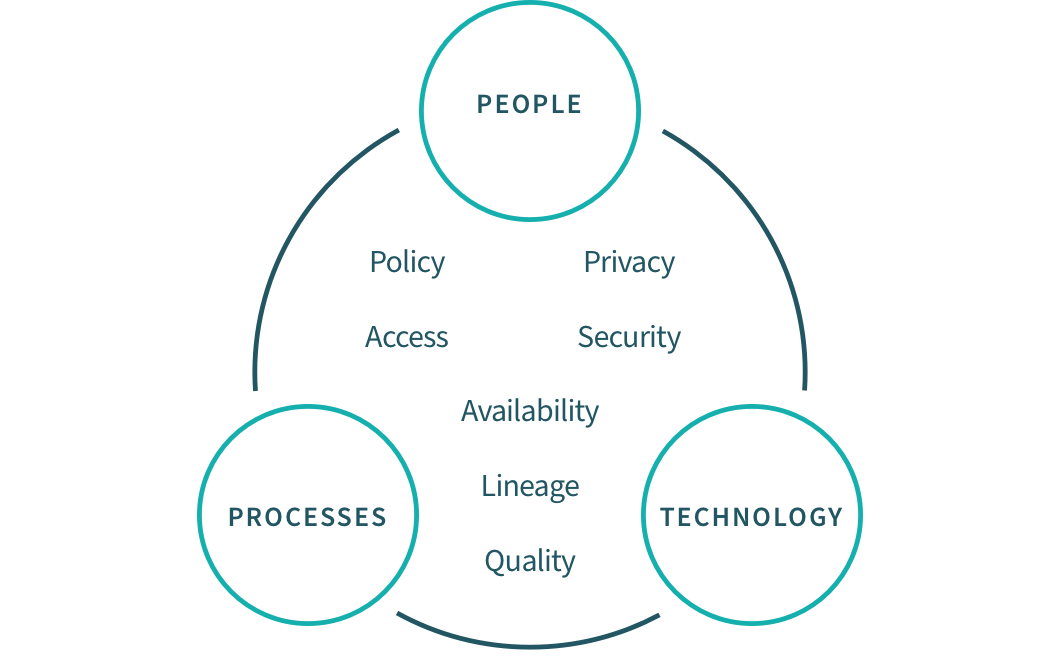 PEOPLE
Policy
Privacy
Access
Security
Availability
Lineage
PROCESSES
TECHNOLOGY
Quality